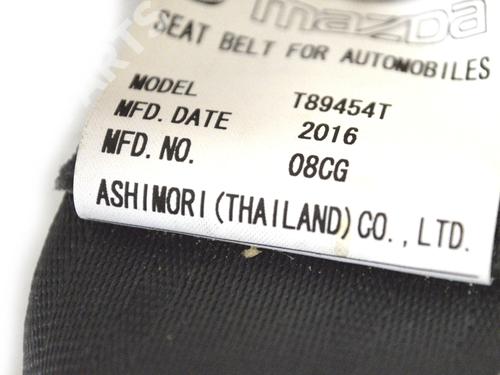 mazda
SEAT BELT FOR AUTOMOBILES
MODEL T89454T
MFD. DATE 2016
MFD. NO. 08CG
ASHIMORI (THAILAND) CO., LTD.